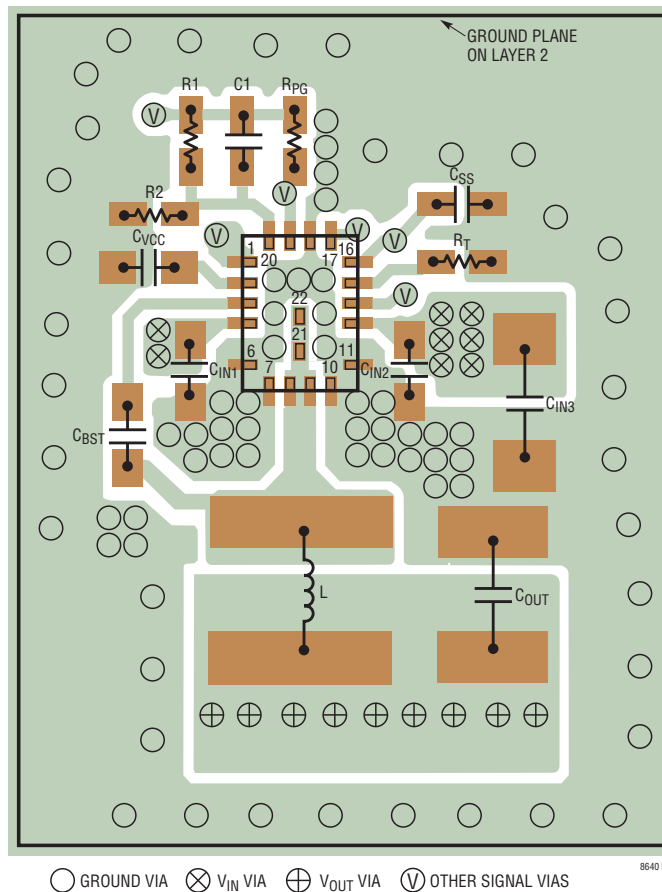 GROUND PLANE
ON LAYER 2
R1
C1
RPG
V
V
R2
CSS
V
V
V
CVCC
RT
1
20
17
16
V
22
21
CIN1
6
7
10
11
CIN2
CIN3
CBST
L
COUT
GROUND VIA
VIN VIA
VOUT VIA
V OTHER SIGNAL VIAS
8640